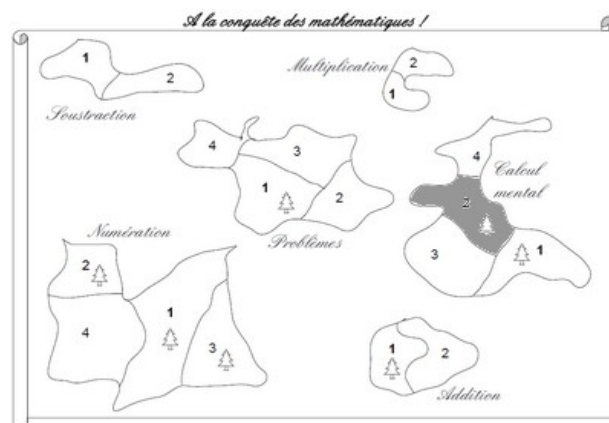 A la conquête des mathématiques !
1
2
Soustraction
Multiplication
2
1
4
3
1
2
Problèmes
4
Calcul
mental
2
3
1
Numération
2
4
1
3
1
2
Addition